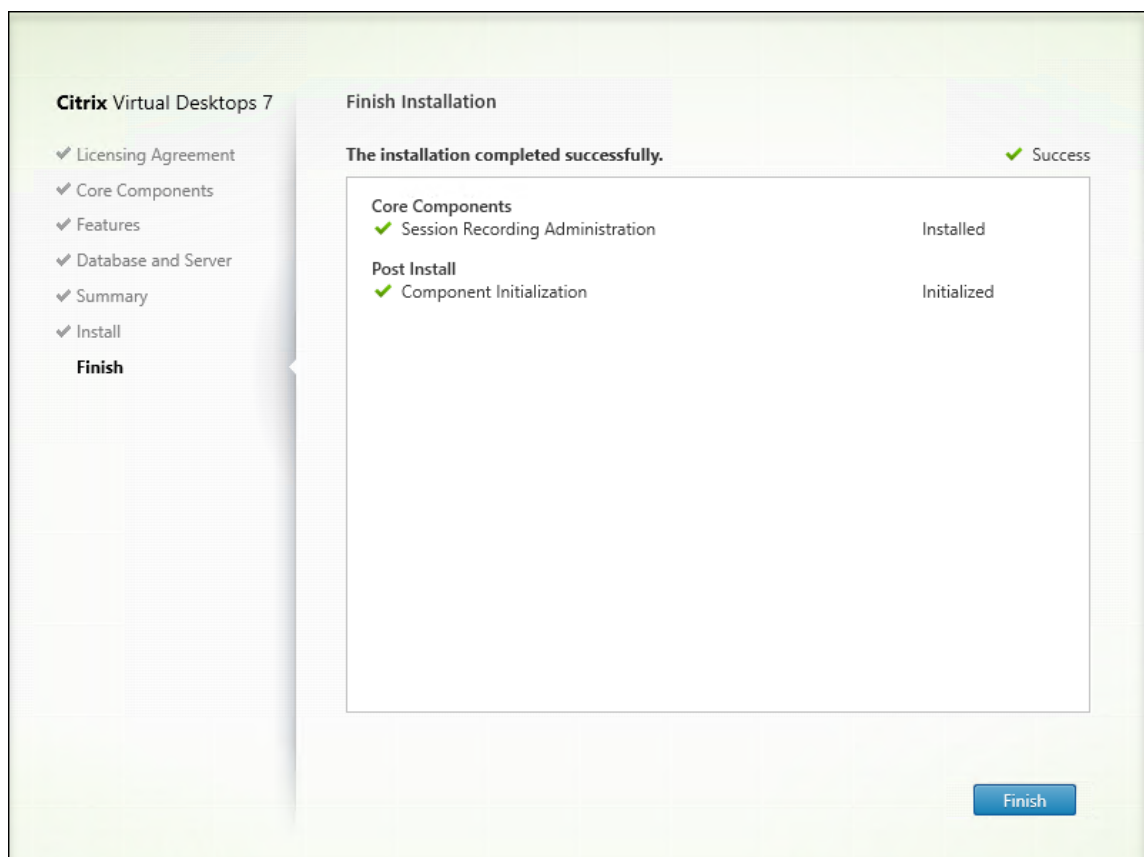 Citrix Virtual Desktops 7
Licensing Agreement
Core Components
Features
Database and Server
Summary
Install
Finish
Finish Installation
The installation completed successfully. Success
Core Components
Session Recording Administration Installed
Post Install
Component Initialization Initialized
Finish